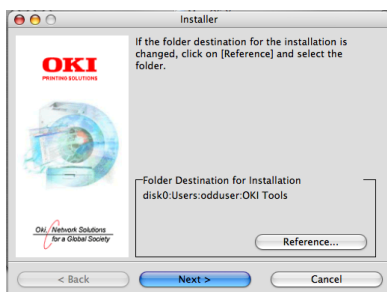 Installer
OKI
PRINTING SOLUTIONS
If the folder destination for the installation is
changed, click on [Reference] and select the
folder.
Folder Destination for Installation
disk0:Users:odduser:OKI Tools
Oki, Network Solutions
for a Global Society
Reference...
< Back
Next >
Cancel